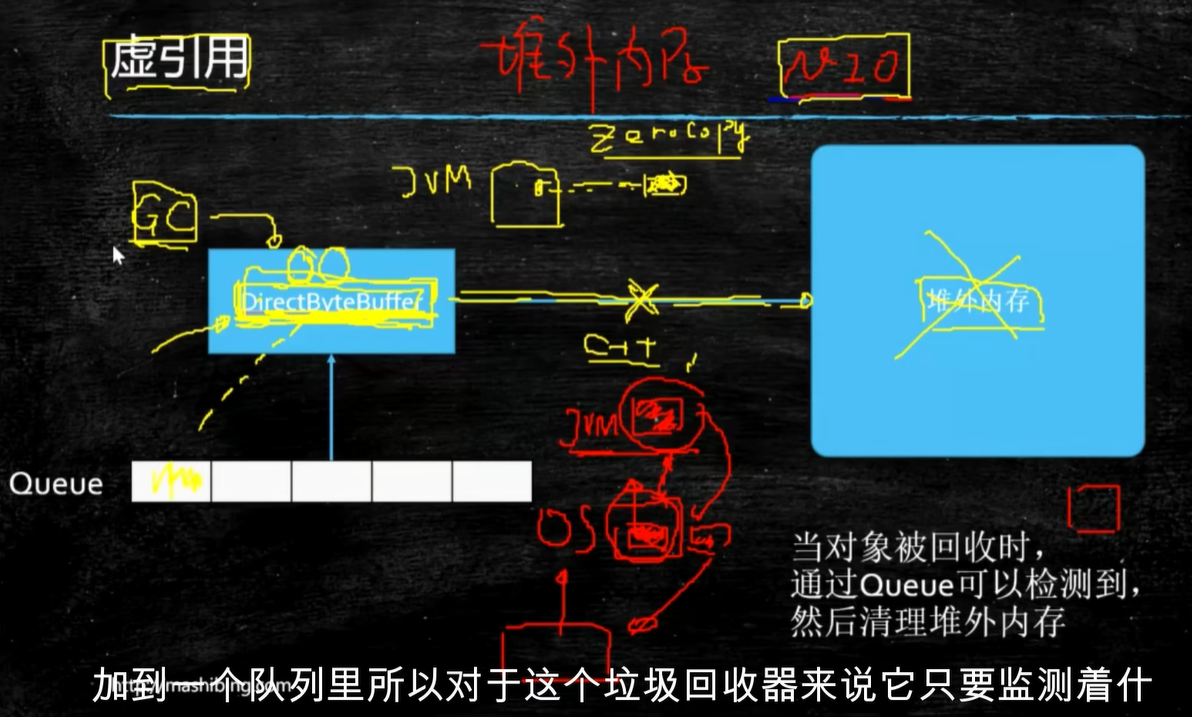 虚引用
堆外内存
NIO
ZeroCopy
JVM
GC
DirectByteBuffer
堆外内存
C++
JVM
Queue
OS
当对象被回收时，
通过Queue可以检测到，
然后清理堆外内存
加到一个队列里所以对于这个垃圾回收器来说它只要监测着什